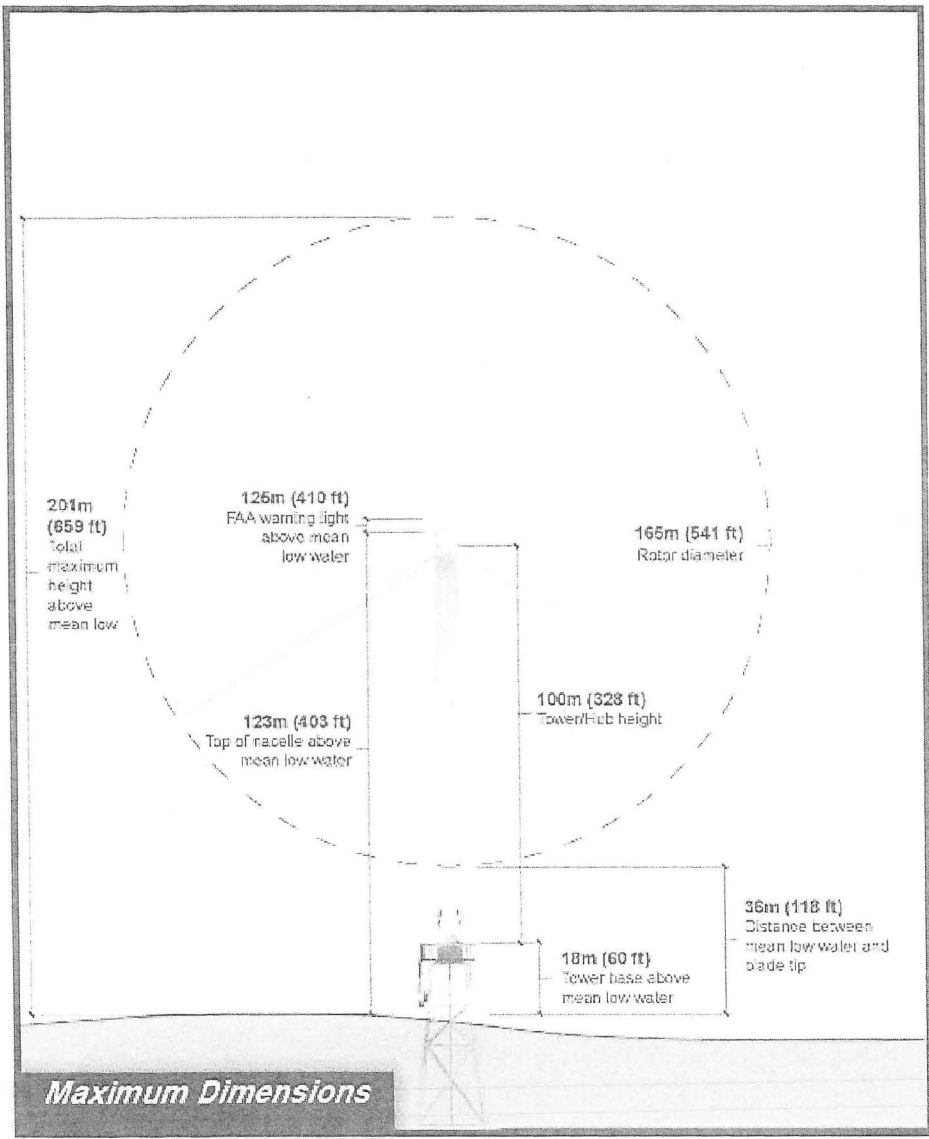 201m
(659 ft)
Total
maximum
height
above
mean low
125m (410 ft)
FAA warning light
above mean
low water
165m (541 ft)
Rotor diameter
100m (328 ft)
Tower/Hub height
123m (403 ft)
Top of nacelle above
mean low water
36m (118 ft)
Distance between
mean low water and
blade tip
18m (60 ft)
Tower base above
mean low water
Maximum Dimensions